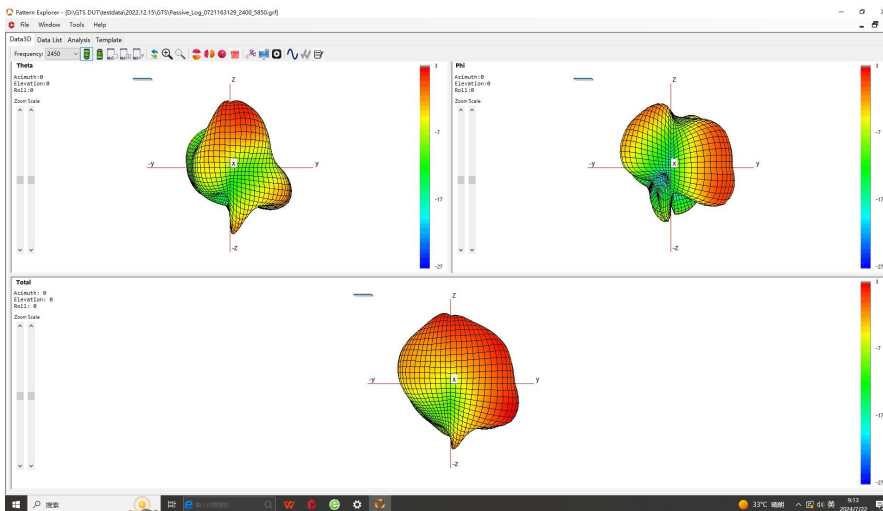 Pattern Explorer - [D:\GTS DUT\testdata\2022.12.15\GTS\Passive_Log_0721163129_2400_5850.grf]
File Window Tools Help
Data3D Data List Analysis Template
Frequency: 2450
Theta
Azimuth:0
Elevation:0
Roll:0
Zoom Scale
Z
-y
x
y
-Z
3
-7
-17
-27
Phi
Azimuth:0
Elevation:0
Roll:0
Zoom Scale
Z
-y
x
y
-Z
3
-7
-17
-27
Total
Azimuth: 0
Elevation: 0
Roll: 0
Zoom Scale
Z
-y
x
y
-Z
3
-7
-17
-27
搜索
33°C 晴朗
英
9:13
2024/7/22